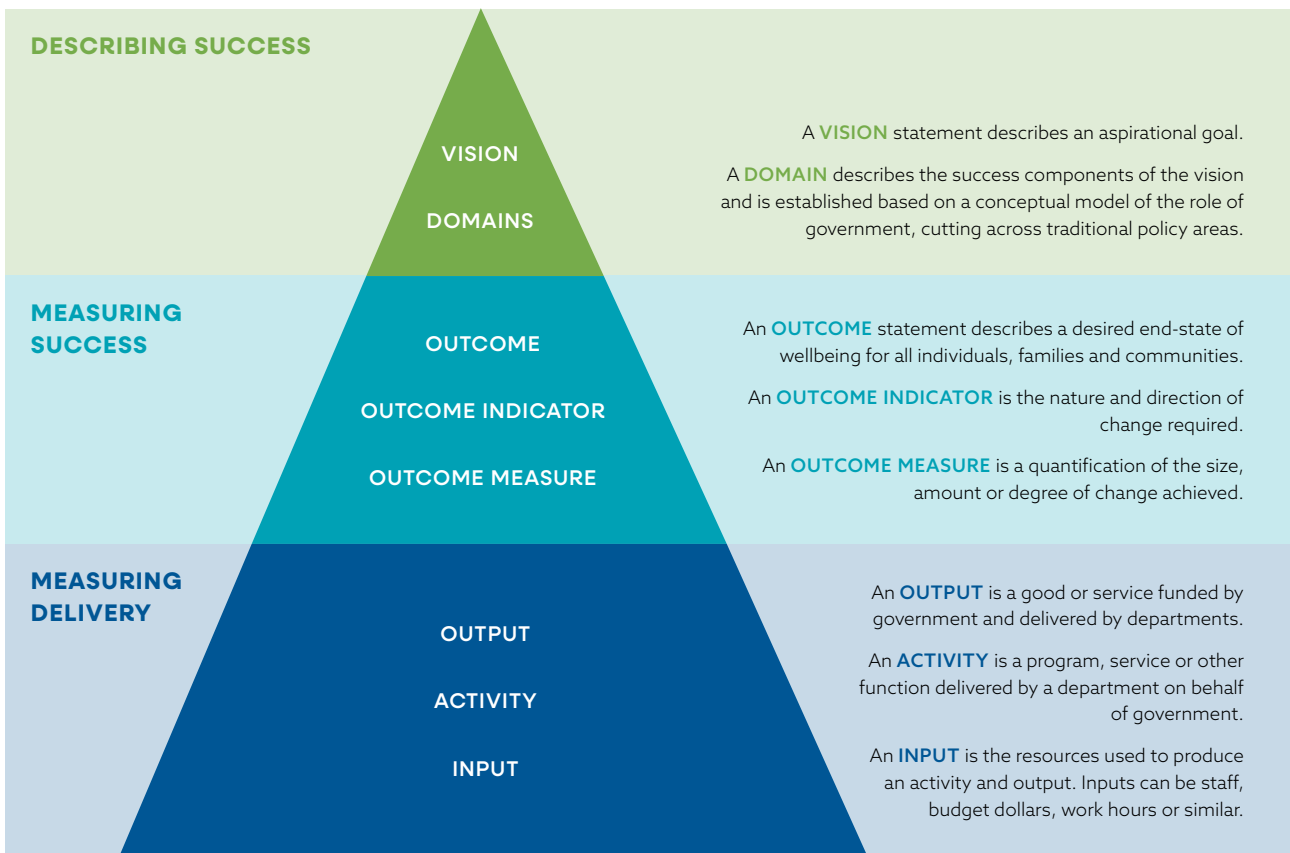 DESCRIBING SUCCESS
VISION
DOMAINS
A VISION statement describes an aspirational goal.
A DOMAIN describes the success components of the vision
and is established based on a conceptual model of the role of
government, cutting across traditional policy areas.
MEASURING
SUCCESS
OUTCOME
OUTCOME INDICATOR
OUTCOME MEASURE
An OUTCOME statement describes a desired end-state of
wellbeing for all individuals, families and communities.
An OUTCOME INDICATOR is the nature and direction of
change required.
An OUTCOME MEASURE is a quantification of the size,
amount or degree of change achieved.
MEASURING
DELIVERY
OUTPUT
ACTIVITY
INPUT
An OUTPUT is a good or service funded by
government and delivered by departments.
An ACTIVITY is a program, service or other
function delivered by a department on behalf
of government.
An INPUT is the resources used to produce
an activity and output. Inputs can be staff,
budget dollars, work hours or similar.